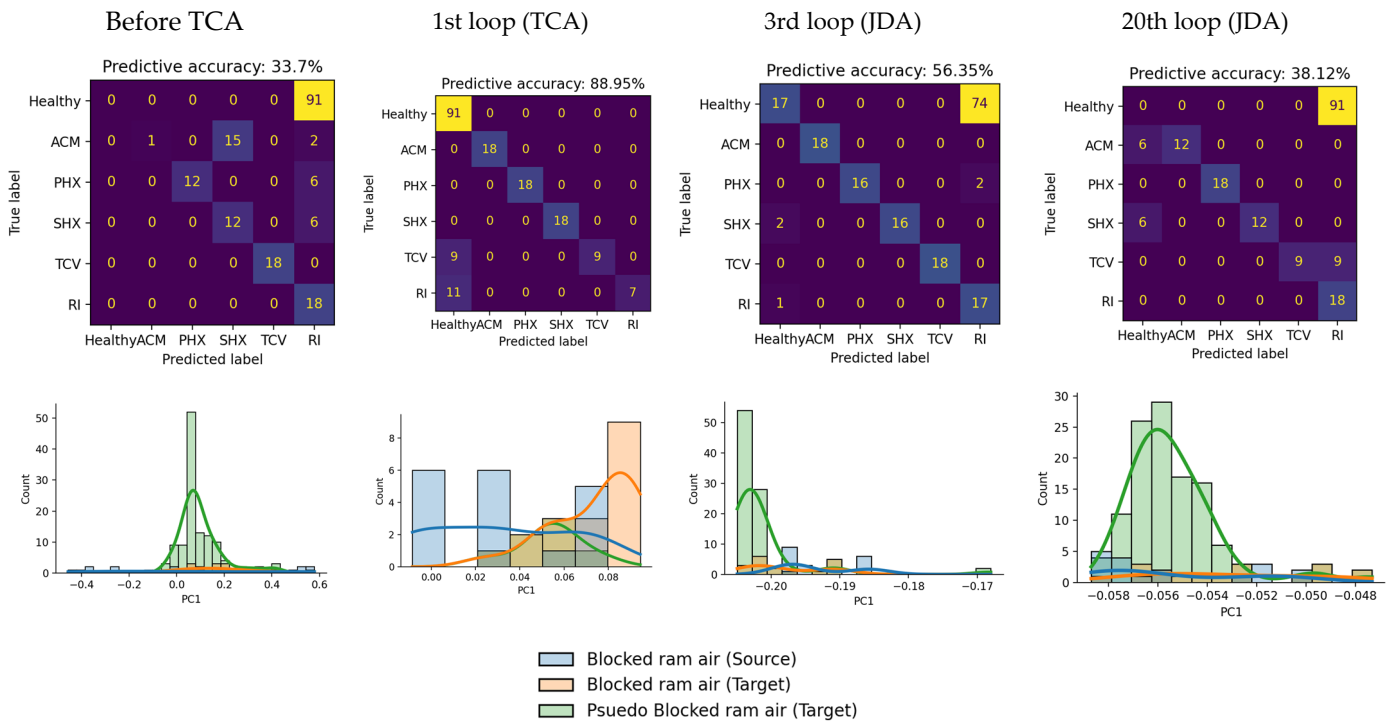 Before TCA
1st loop (TCA)
3rd loop (JDA)
20th loop (JDA)
Predictive accuracy: 33.7%
True label
Healthy 0 0 0 0 0 91
ACM 0 1 0 15 0 2
PHX 0 0 12 0 0 6
SHX 0 0 0 12 0 6
TCV 0 0 0 0 18 0
RI 0 0 0 0 0 18
Healthy ACM PHX SHX TCV RI
Predicted label
Predictive accuracy: 88.95%
True label
Healthy 91 0 0 0 0 0
ACM 0 18 0 0 0 0
PHX 0 0 18 0 0 0
SHX 0 0 0 18 0 0
TCV 9 0 0 0 9 0
RI 11 0 0 0 0 7
Healthy ACM PHX SHX TCV RI
Predicted label
Predictive accuracy: 56.35%
True label
Healthy 17 0 0 0 0 74
ACM 0 18 0 0 0 0
PHX 0 0 16 0 0 2
SHX 2 0 0 16 0 0
TCV 0 0 0 0 18 0
RI 1 0 0 0 0 17
Healthy ACM PHX SHX TCV RI
Predicted label
Predictive accuracy: 38.12%
True label
Healthy 0 0 0 0 0 91
ACM 6 12 0 0 0 0
PHX 0 0 18 0 0 0
SHX 6 0 0 12 0 0
TCV 0 0 0 0 9 9
RI 0 0 0 0 0 18
Healthy ACM PHX SHX TCV RI
Predicted label
Count
50
40
30
20
10
0
−0.4 −0.2 0.0 0.2 0.4 0.6
PC1
Count
8
6
4
2
0
0.00 0.02 0.04 0.06 0.08
PC1
Count
50
40
30
20
10
0
−0.20 −0.19 −0.18 −0.17
PC1
Count
30
25
20
15
10
5
0
−0.058 −0.056 −0.054 −0.052 −0.050 −0.048
PC1
Blocked ram air (Source)
Blocked ram air (Target)
Psuedo Blocked ram air (Target)